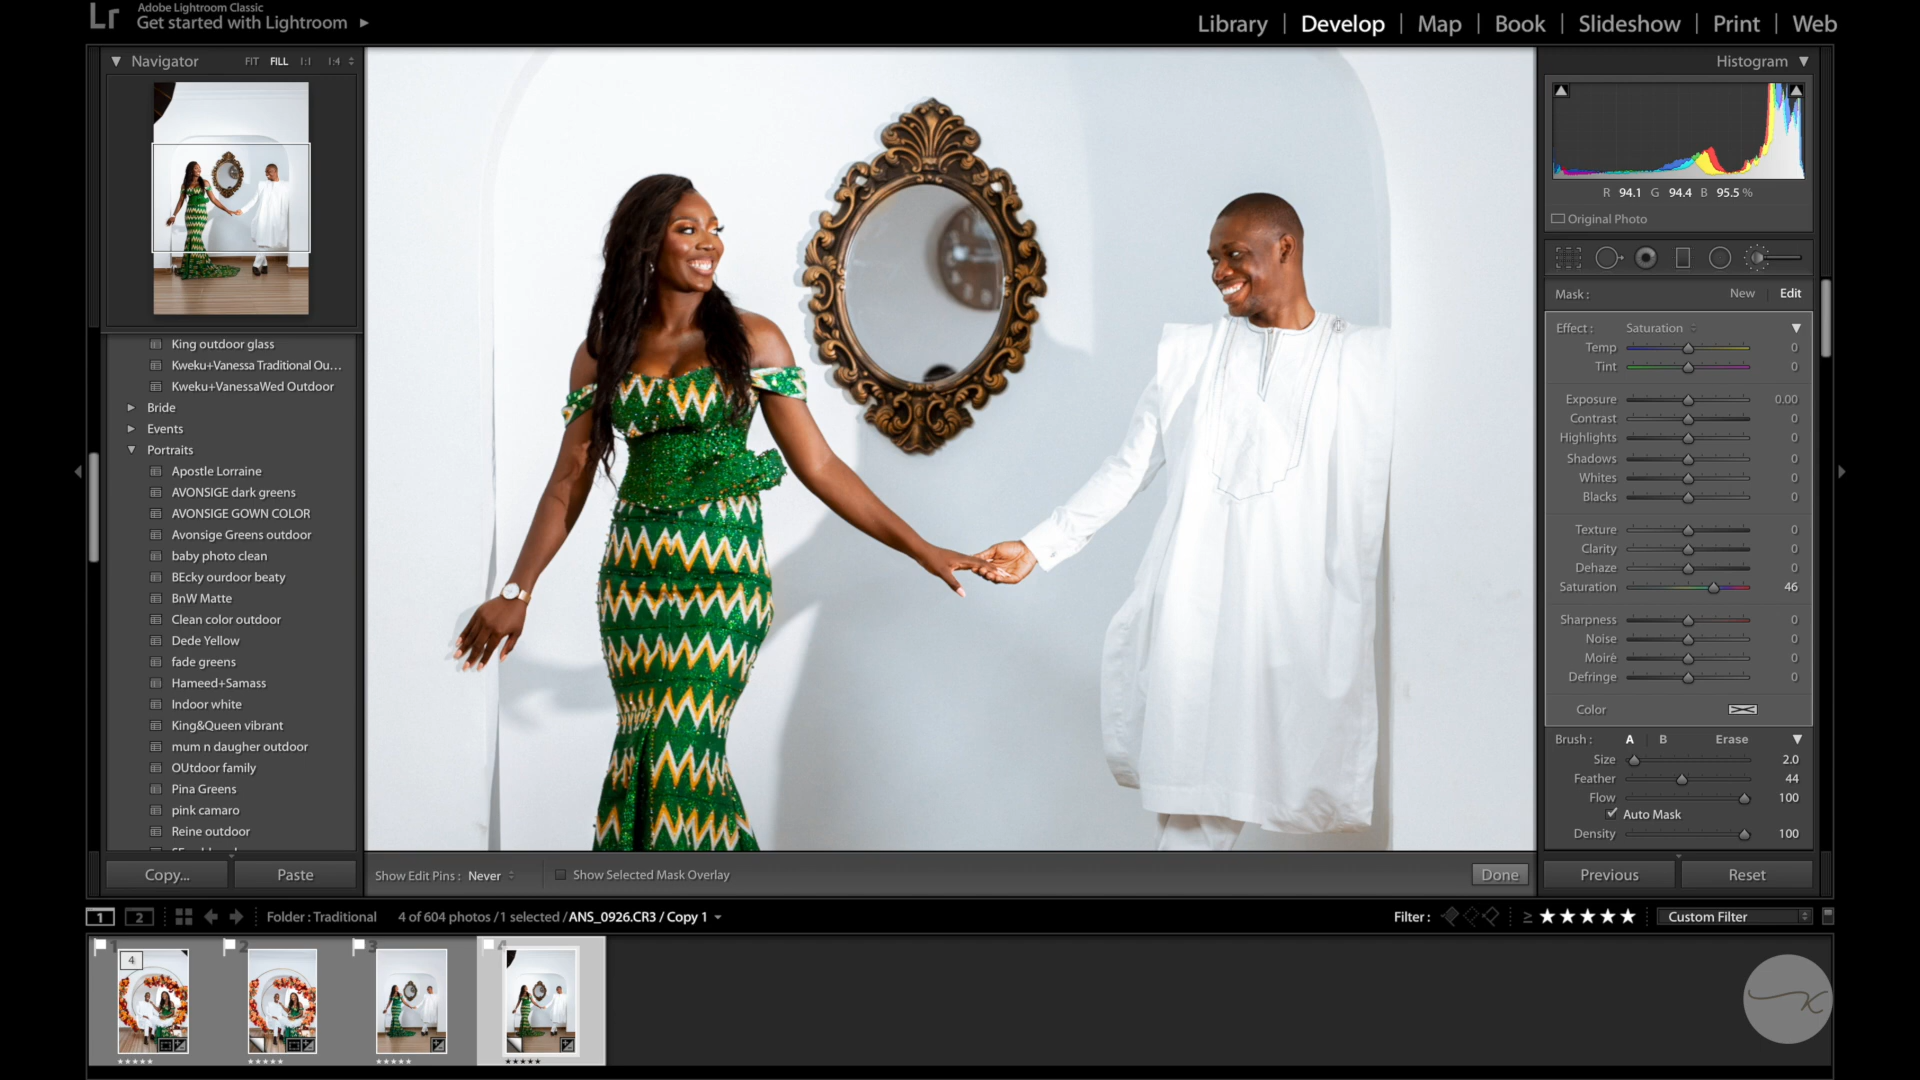 Lr Adobe Lightroom Classic
Get started with Lightroom
Library | Develop | Map | Book | Slideshow | Print | Web
Navigator FIT FILL 1:1 1:4
King outdoor glass
Kweku+Vanessa Traditional Ou...
Kweku+VanessaWed Outdoor
Bride
Events
Portraits
Apostle Lorraine
AVONSIGE dark greens
AVONSIGE GOWN COLOR
Avonsige Greens outdoor
baby photo clean
BEcky ourdoor beaty
BnW Matte
Clean color outdoor
Dede Yellow
fade greens
Hameed+Samass
Indoor white
King&Queen vibrant
mum n daugher outdoor
OUtdoor family
Pina Greens
pink camaro
Reine outdoor
Copy... Paste
Show Edit Pins : Never Show Selected Mask Overlay Done
Histogram
R 94.1 G 94.4 B 95.5 %
Original Photo
Mask : New Edit
Effect : Saturation
Temp 0
Tint 0
Exposure 0.00
Contrast 0
Highlights 0
Shadows 0
Whites 0
Blacks 0
Texture 0
Clarity 0
Dehaze 0
Saturation 46
Sharpness 0
Noise 0
Moiré 0
Defringe 0
Color
Brush : A B Erase
Size 2.0
Feather 44
Flow 100
Auto Mask
Density 100
Previous Reset
1 2 Folder : Traditional 4 of 604 photos / 1 selected / ANS_0926.CR3 / Copy 1 Filter : ≥ ★★★★★ Custom Filter
1 2 3 4
4
K